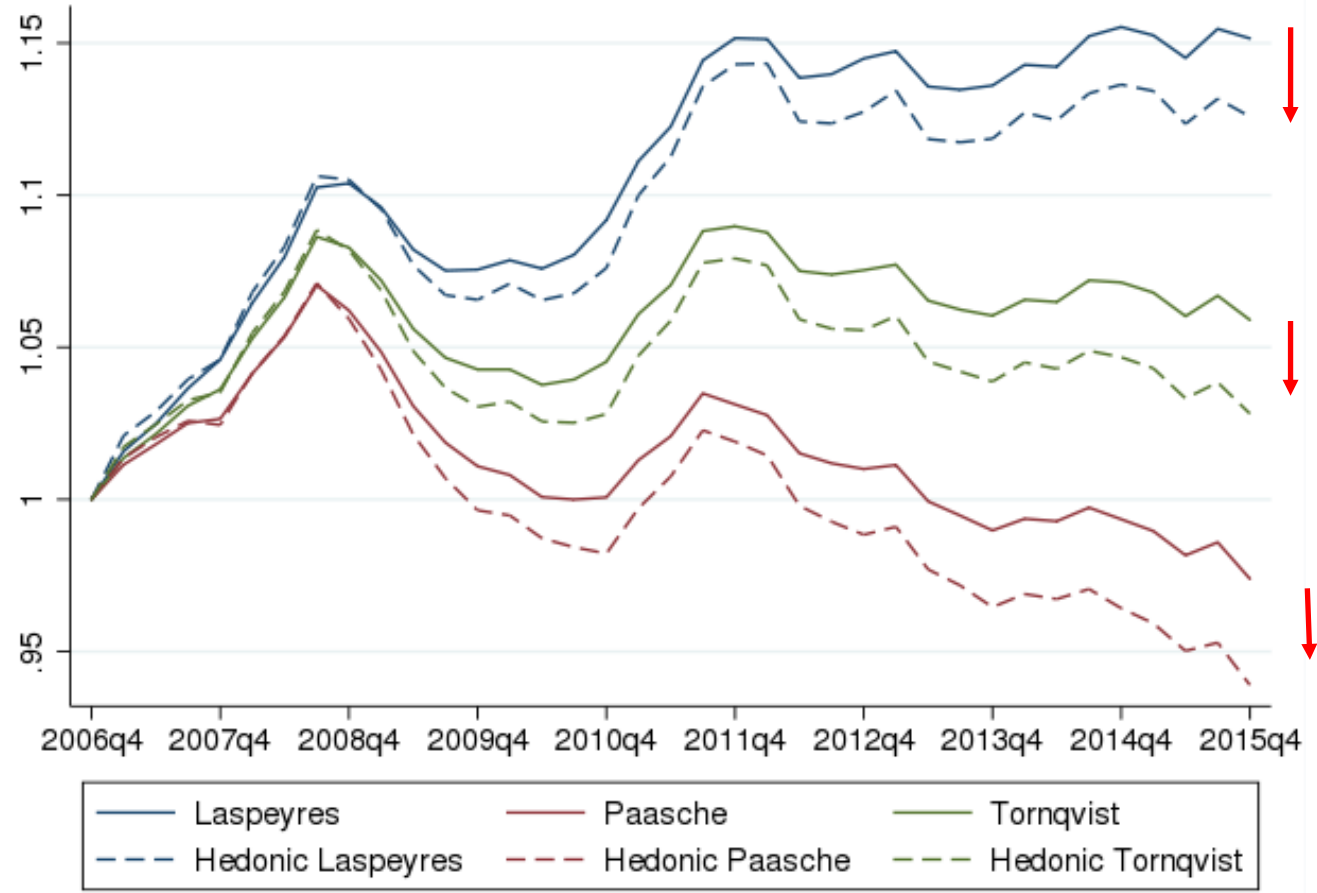 1.15
1.1
1.05
1
.95
2006q4 2007q4 2008q4 2009q4 2010q4 2011q4 2012q4 2013q4 2014q4 2015q4
Laspeyres Paasche Tornqvist
Hedonic Laspeyres Hedonic Paasche Hedonic Tornqvist